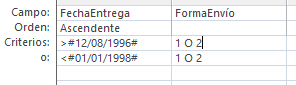 Campo: FechaEntrega FormaEnvío
Orden: Ascendente
Criterios: >#12/08/1996# 1 O 2
o: <#01/01/1998# 1 O 2